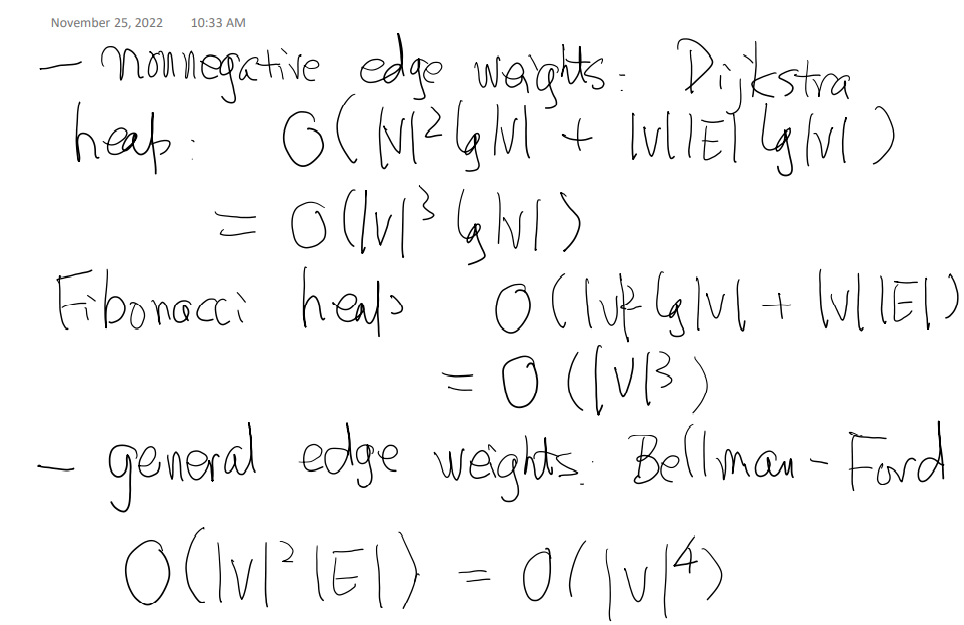 November 25, 2022 10:33 AM
– nonnegative edge weights: Dijkstra
heap: O(|V|² lg|V| + |V||E| lg|V|)
= O(|V|³ lg|V|)
Fibonacci heap O(|V|² lg|V| + |V||E|)
= O(|V|³)
– general edge weights: Bellman-Ford
O(|V|²|E|) = O(|V|⁴)